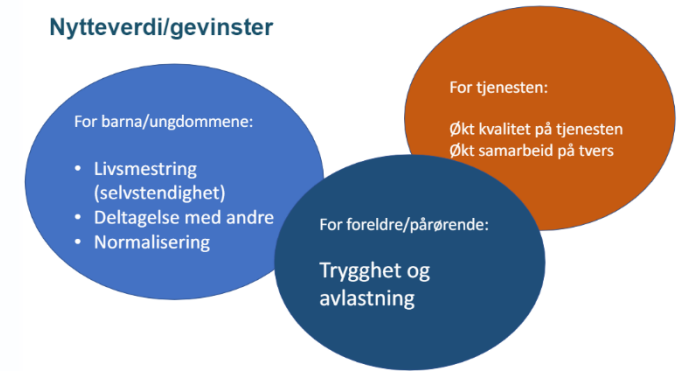 Nytteverdi/gevinster
For barna/ungdommene:
• Livsmestring
(selvstendighet)
• Deltagelse med andre
• Normalisering
For foreldre/pårørende:
Trygghet og
avlastning
For tjenesten:
Økt kvalitet på tjenesten
Økt samarbeid på tvers